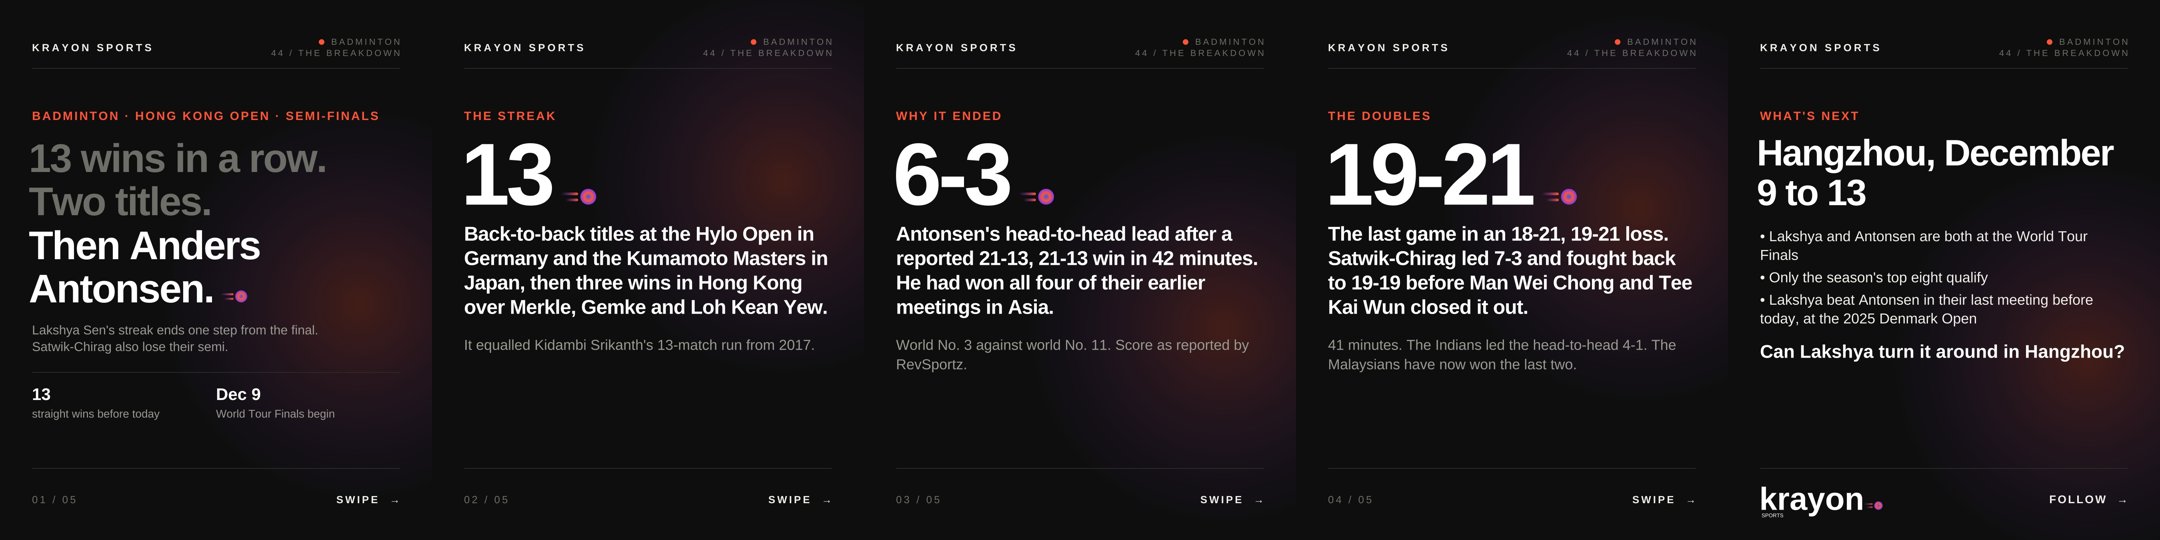 KRAYON SPORTS
● BADMINTON
44 / THE BREAKDOWN
BADMINTON · HONG KONG OPEN · SEMI-FINALS
13 wins in a row.
Two titles.
Then Anders
Antonsen.
Lakshya Sen's streak ends one step from the final.
Satwik-Chirag also lose their semi.
13
straight wins before today
Dec 9
World Tour Finals begin
01 / 05
SWIPE →
KRAYON SPORTS
● BADMINTON
44 / THE BREAKDOWN
THE STREAK
13
Back-to-back titles at the Hylo Open in
Germany and the Kumamoto Masters in
Japan, then three wins in Hong Kong
over Merkle, Gemke and Loh Kean Yew.
It equalled Kidambi Srikanth's 13-match run from 2017.
02 / 05
SWIPE →
KRAYON SPORTS
● BADMINTON
44 / THE BREAKDOWN
WHY IT ENDED
6-3
Antonsen's head-to-head lead after a
reported 21-13, 21-13 win in 42 minutes.
He had won all four of their earlier
meetings in Asia.
World No. 3 against world No. 11. Score as reported by
RevSportz.
03 / 05
SWIPE →
KRAYON SPORTS
● BADMINTON
44 / THE BREAKDOWN
THE DOUBLES
19-21
The last game in an 18-21, 19-21 loss.
Satwik-Chirag led 7-3 and fought back
to 19-19 before Man Wei Chong and Tee
Kai Wun closed it out.
41 minutes. The Indians led the head-to-head 4-1. The
Malaysians have now won the last two.
04 / 05
SWIPE →
KRAYON SPORTS
● BADMINTON
44 / THE BREAKDOWN
WHAT'S NEXT
Hangzhou, December
9 to 13
• Lakshya and Antonsen are both at the World Tour
Finals
• Only the season's top eight qualify
• Lakshya beat Antonsen in their last meeting before
today, at the 2025 Denmark Open
Can Lakshya turn it around in Hangzhou?
krayon
SPORTS
FOLLOW →